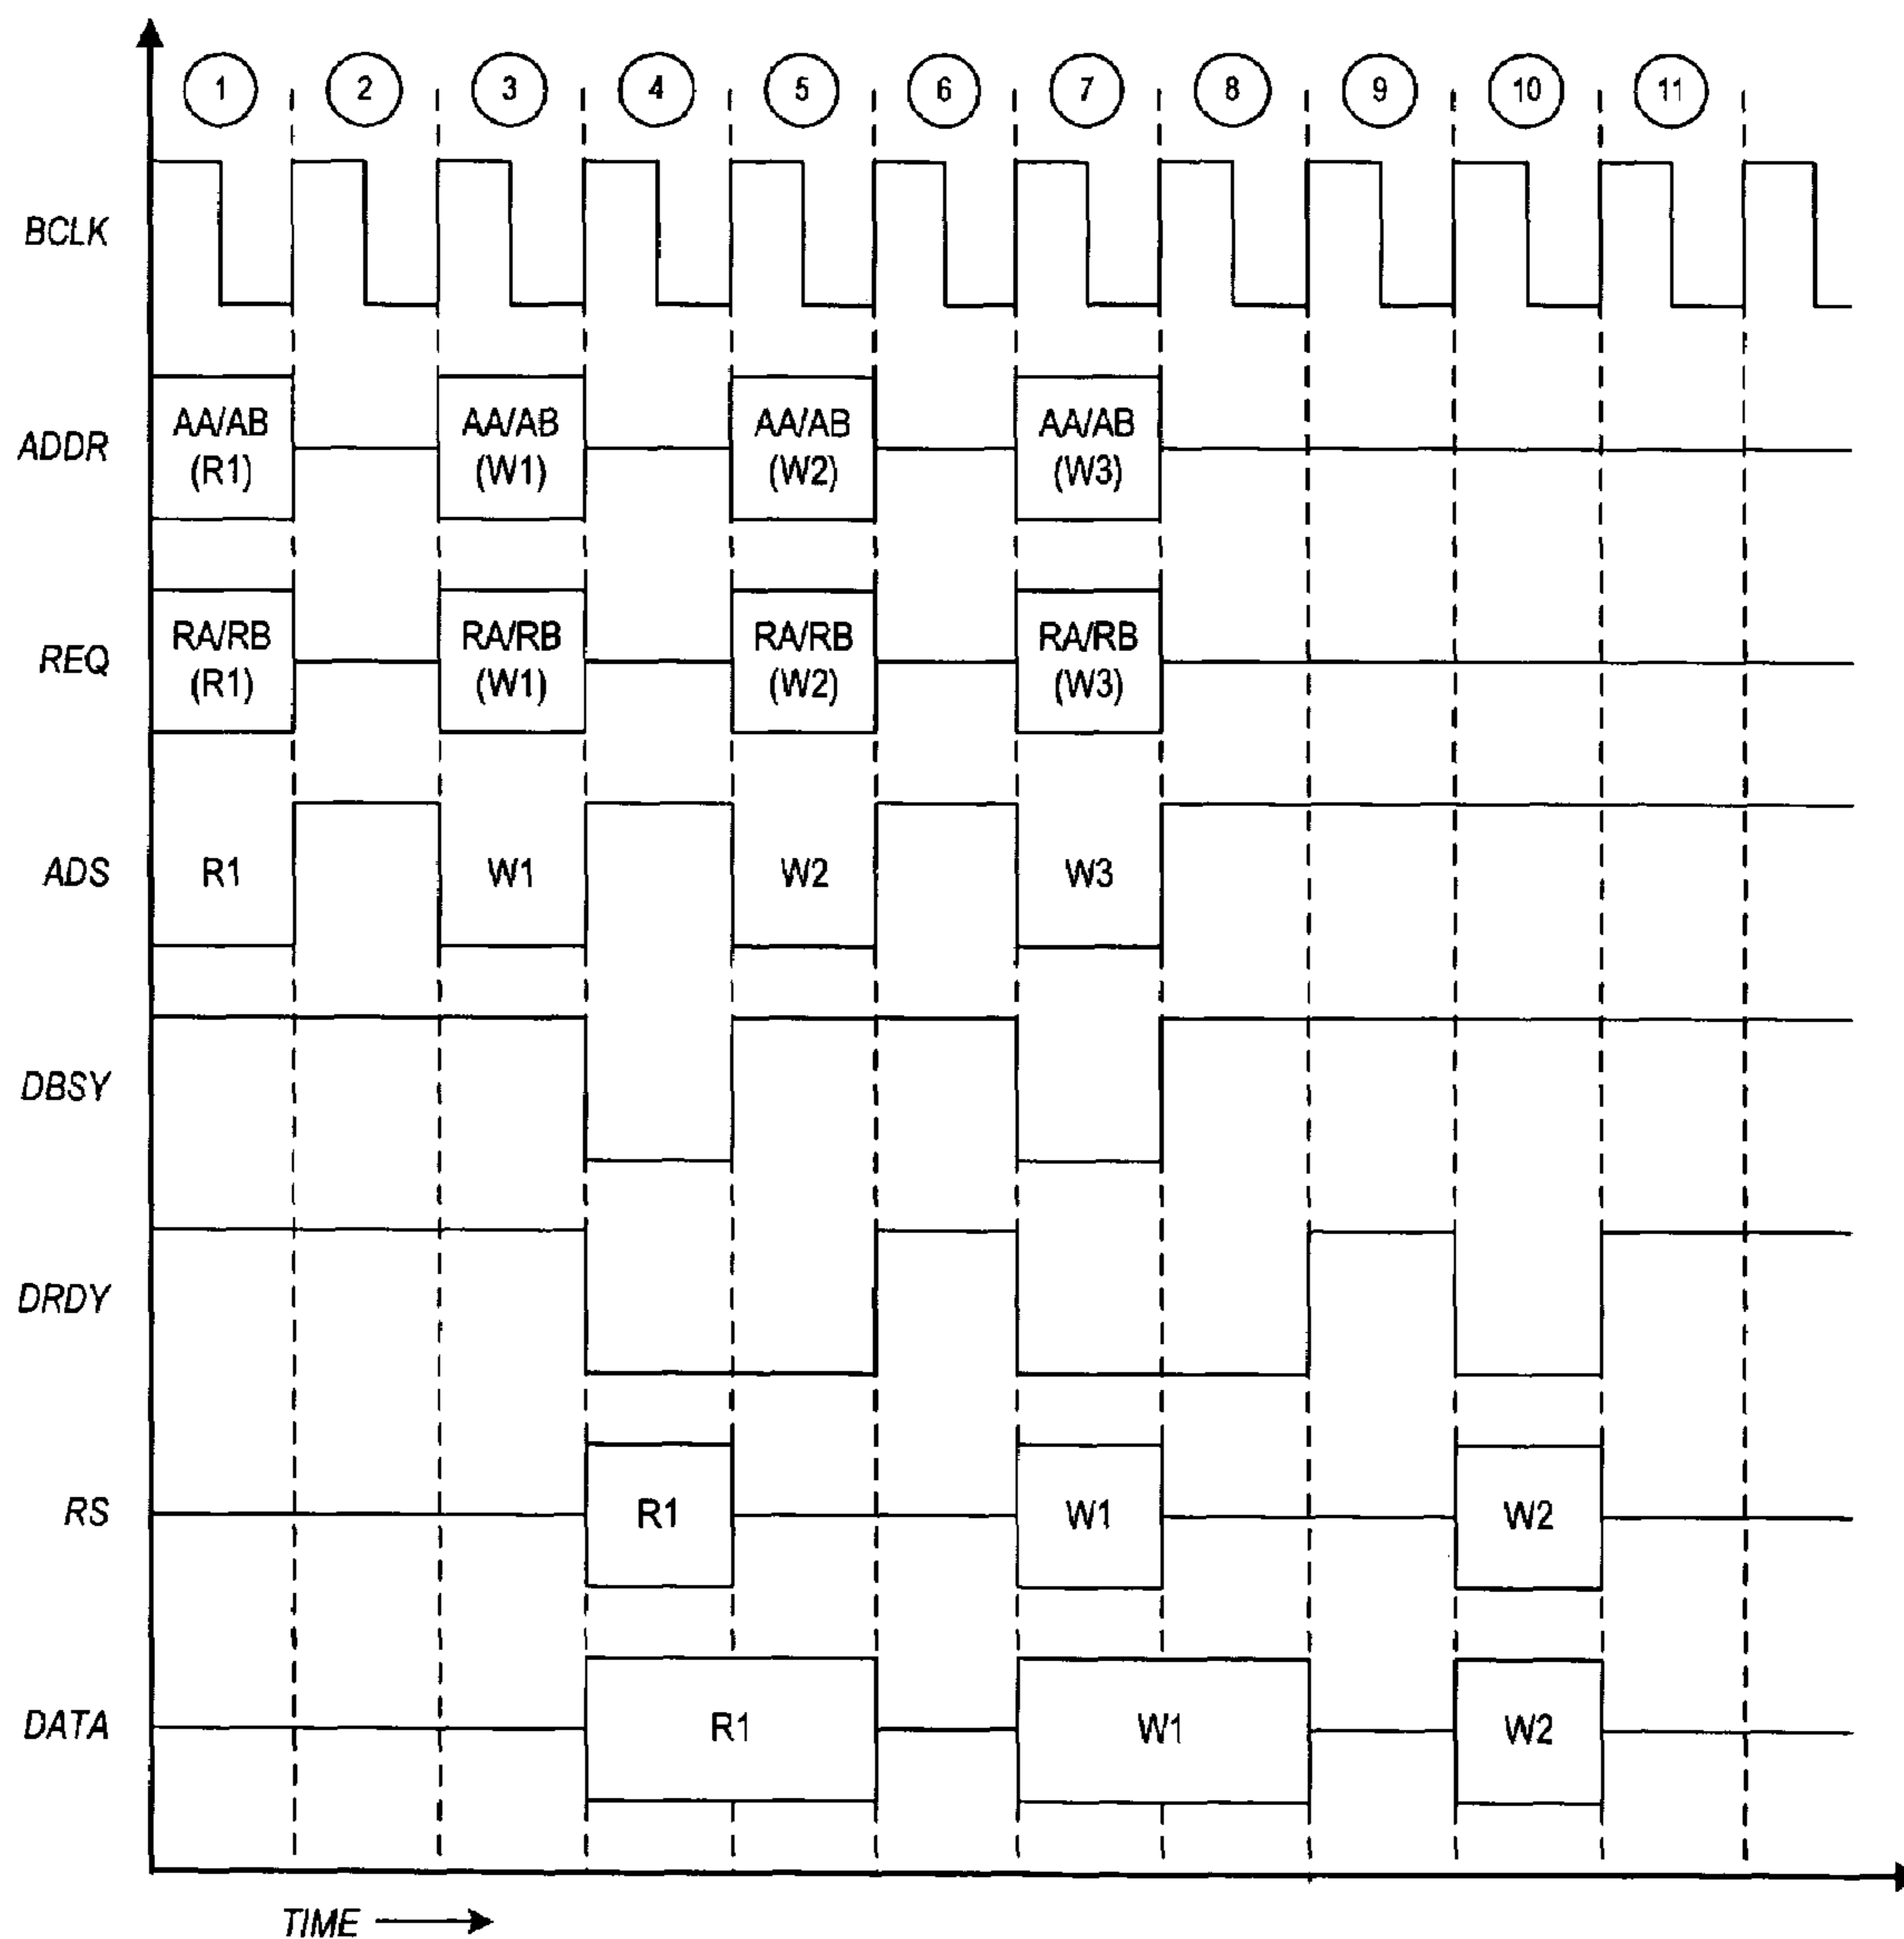 1 2 3 4 5 6 7 8 9 10 11
BCLK
ADDR
AA/AB
(R1)
AA/AB
(W1)
AA/AB
(W2)
AA/AB
(W3)
REQ
RA/RB
(R1)
RA/RB
(W1)
RA/RB
(W2)
RA/RB
(W3)
ADS
R1
W1
W2
W3
DBSY
DRDY
RS
R1
W1
W2
DATA
R1
W1
W2
TIME